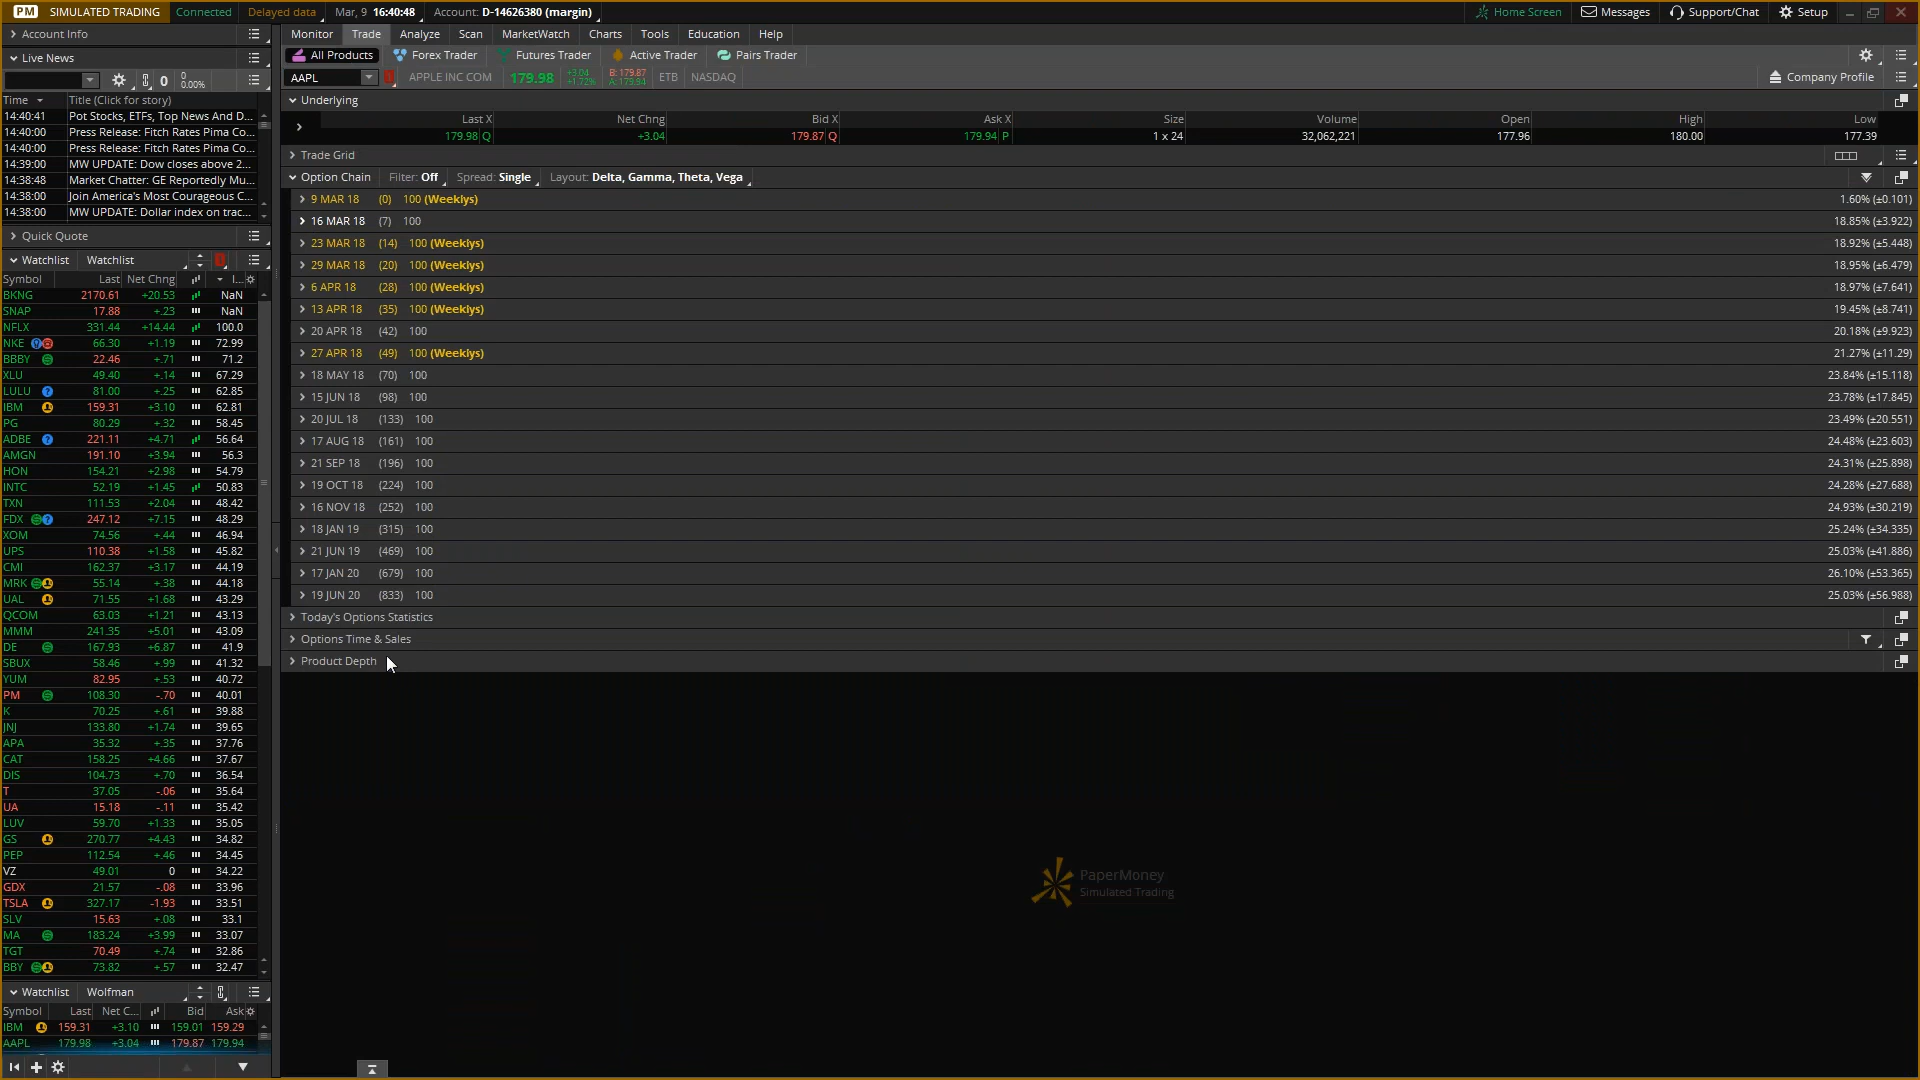 PM SIMULATED TRADING Connected Delayed data Mar, 9 16:40:48 Account: D-14626380 (margin) Home Screen Messages Support/Chat Setup
Account Info
Live News
0 0 0.00%
Time Title (Click for story)
14:40:41 Pot Stocks, ETFs, Top News And D...
14:40:00 Press Release: Fitch Rates Pima Co...
14:40:00 Press Release: Fitch Rates Pima Co...
14:39:00 MW UPDATE: Dow closes above 2...
14:38:48 Market Chatter: GE Reportedly Mu...
14:38:00 Join America's Most Courageous C...
14:38:00 MW UPDATE: Dollar index on trac...
Quick Quote
Watchlist Watchlist
Symbol Last Net Chng I...
BKNG 2170.61 +20.53 NaN
SNAP 17.88 +.23 NaN
NFLX 331.44 +14.44 100.0
NKE 66.30 +1.19 72.99
BBBY 22.46 +.71 71.2
XLU 49.40 +.14 67.29
LULU 81.00 +.25 62.85
IBM 159.31 +3.10 62.81
PG 80.29 +.32 58.45
ADBE 221.11 +4.71 56.64
AMGN 191.10 +3.94 56.3
HON 154.21 +2.98 54.79
INTC 52.19 +1.45 50.83
TXN 111.53 +2.04 48.42
FDX 247.12 +7.15 48.29
XOM 74.56 +.44 46.94
UPS 110.38 +1.58 45.82
CMI 162.37 +3.17 44.19
MRK 55.14 +.38 44.18
UAL 71.55 +1.68 43.29
QCOM 63.03 +1.21 43.13
MMM 241.35 +5.01 43.09
DE 167.93 +6.87 41.9
SBUX 58.46 +.99 41.32
YUM 82.95 +.53 40.72
PM 108.30 -.70 40.01
K 70.25 +.61 39.88
JNJ 133.80 +1.74 39.65
APA 35.32 +.35 37.76
CAT 158.25 +4.66 37.67
DIS 104.73 +.70 36.54
T 37.05 -.06 35.64
UA 15.18 -.11 35.42
LUV 59.70 +1.33 35.05
GS 270.77 +4.43 34.82
PEP 112.54 +.46 34.45
VZ 49.01 0 34.22
GDX 21.57 -.08 33.96
TSLA 327.17 -1.93 33.51
SLV 15.63 +.08 33.1
MA 183.24 +3.99 33.07
TGT 70.49 +.74 32.86
BBY 73.82 +.57 32.47
Watchlist Wolfman
Symbol Last Net C... Bid Ask
IBM 159.31 +3.10 159.01 159.29
AAPL 179.98 +3.04 179.87 179.94
Monitor Trade Analyze Scan MarketWatch Charts Tools Education Help
All Products Forex Trader Futures Trader Active Trader Pairs Trader
AAPL APPLE INC COM 179.98 +3.04 +1.72% B: 179.87 A: 179.94 ETB NASDAQ Company Profile
Underlying
Last X Net Chng Bid X Ask X Size Volume Open High Low
179.98 Q +3.04 179.87 Q 179.94 P 1 x 24 32,062,221 177.96 180.00 177.39
Trade Grid
Option Chain Filter: Off Spread: Single Layout: Delta, Gamma, Theta, Vega
9 MAR 18 (0) 100 (Weeklys) 1.60% (±0.101)
16 MAR 18 (7) 100 18.85% (±3.922)
23 MAR 18 (14) 100 (Weeklys) 18.92% (±5.448)
29 MAR 18 (20) 100 (Weeklys) 18.95% (±6.479)
6 APR 18 (28) 100 (Weeklys) 18.97% (±7.641)
13 APR 18 (35) 100 (Weeklys) 19.45% (±8.741)
20 APR 18 (42) 100 20.18% (±9.923)
27 APR 18 (49) 100 (Weeklys) 21.27% (±11.29)
18 MAY 18 (70) 100 23.84% (±15.118)
15 JUN 18 (98) 100 23.78% (±17.845)
20 JUL 18 (133) 100 23.49% (±20.551)
17 AUG 18 (161) 100 24.48% (±23.603)
21 SEP 18 (196) 100 24.31% (±25.898)
19 OCT 18 (224) 100 24.28% (±27.688)
16 NOV 18 (252) 100 24.93% (±30.219)
18 JAN 19 (315) 100 25.24% (±34.335)
21 JUN 19 (469) 100 25.03% (±41.886)
17 JAN 20 (679) 100 26.10% (±53.365)
19 JUN 20 (833) 100 25.03% (±56.988)
Today's Options Statistics
Options Time & Sales
Product Depth
PaperMoney
Simulated Trading